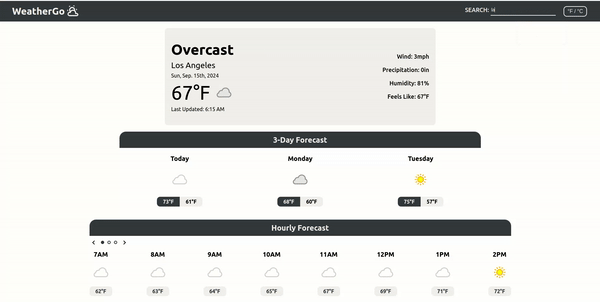 WeatherGo
SEARCH:
°F / °C
Overcast
Los Angeles
Sun, Sep. 15th, 2024
67°F
Last Updated: 6:15 AM
Wind: 3mph
Precipitation: 0in
Humidity: 81%
Feels Like: 67°F
3-Day Forecast
Today Monday Tuesday
73°F 61°F 68°F 60°F 75°F 57°F
Hourly Forecast
7AM 8AM 9AM 10AM 11AM 12PM 1PM 2PM
62°F 63°F 64°F 65°F 67°F 69°F 71°F 72°F